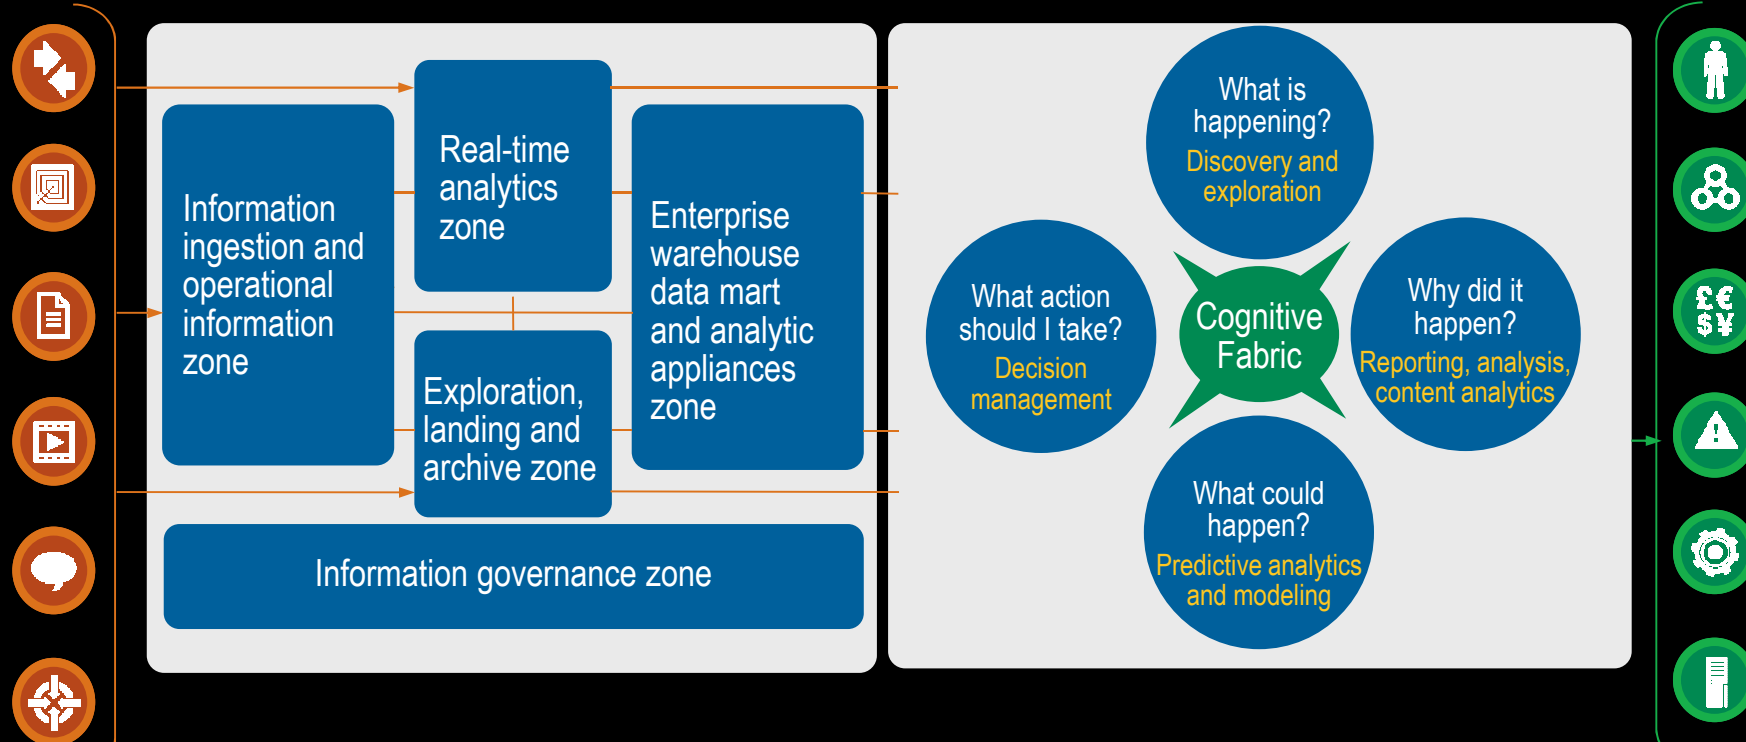 Information
ingestion and
operational
information
zone
Real-time
analytics
zone
Exploration,
landing and
archive zone
Enterprise
warehouse
data mart
and analytic
appliances
zone
Information governance zone
What is
happening?
Discovery and
exploration
What action
should I take?
Decision
management
Cognitive
Fabric
Why did it
happen?
Reporting, analysis,
content analytics
What could
happen?
Predictive analytics
and modeling
£€
$¥